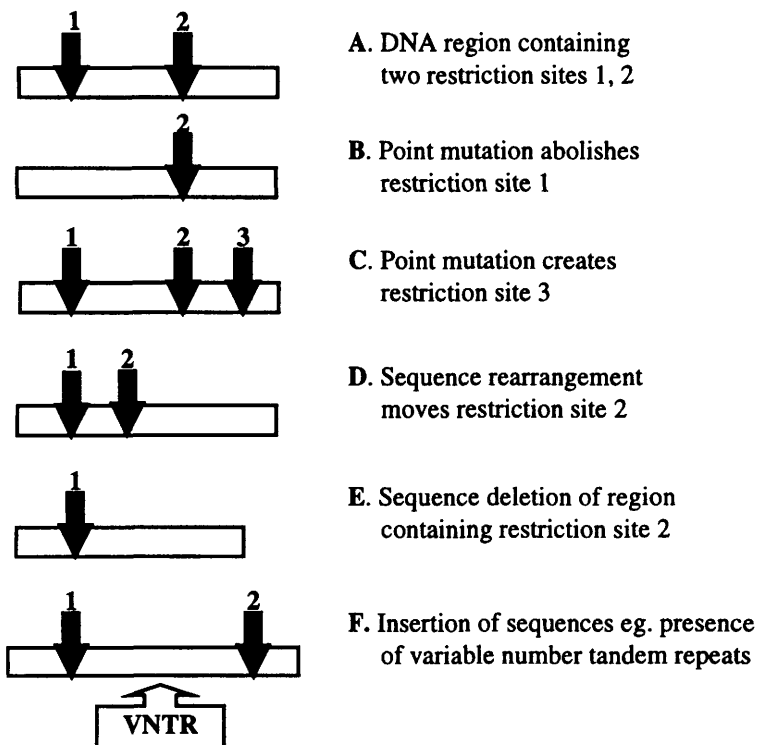 1 2
A. DNA region containing
two restriction sites 1, 2
2
B. Point mutation abolishes
restriction site 1
1 2 3
C. Point mutation creates
restriction site 3
1 2
D. Sequence rearrangement
moves restriction site 2
1
E. Sequence deletion of region
containing restriction site 2
1 2
F. Insertion of sequences eg. presence
of variable number tandem repeats
VNTR